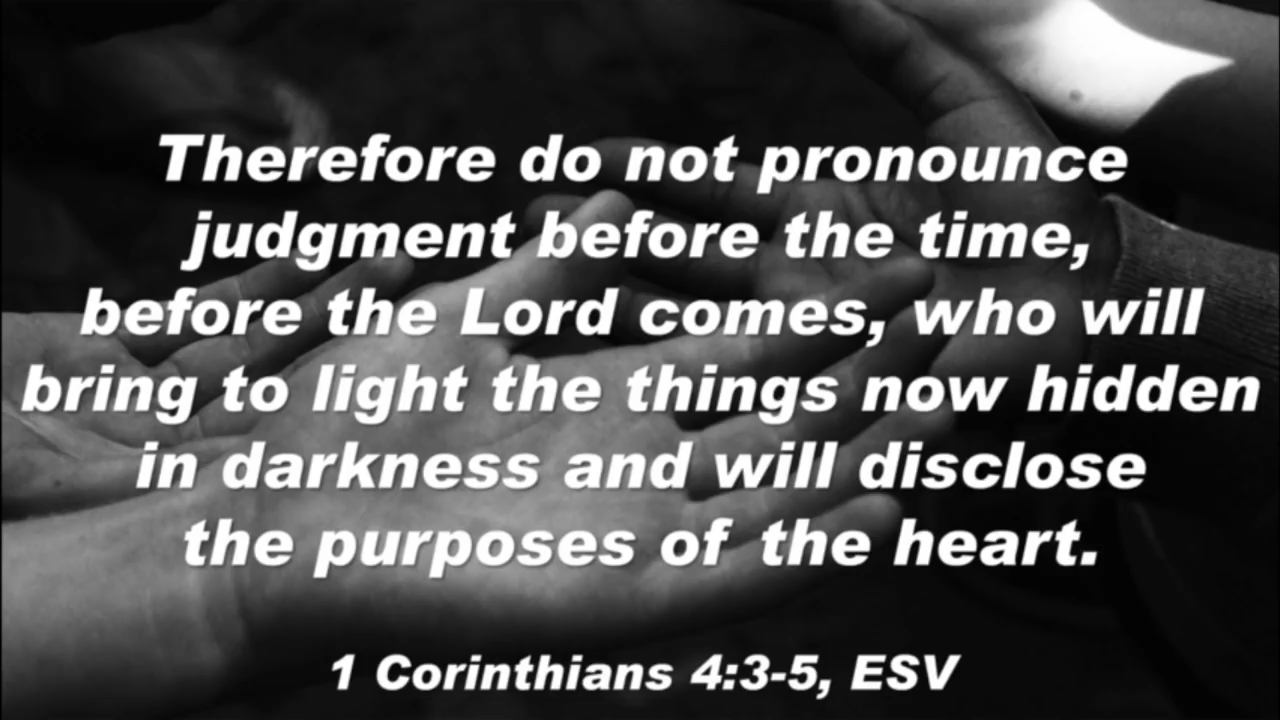 Therefore do not pronounce
judgment before the time,
before the Lord comes, who will
bring to light the things now hidden
in darkness and will disclose
the purposes of the heart.
1 Corinthians 4:3-5, ESV